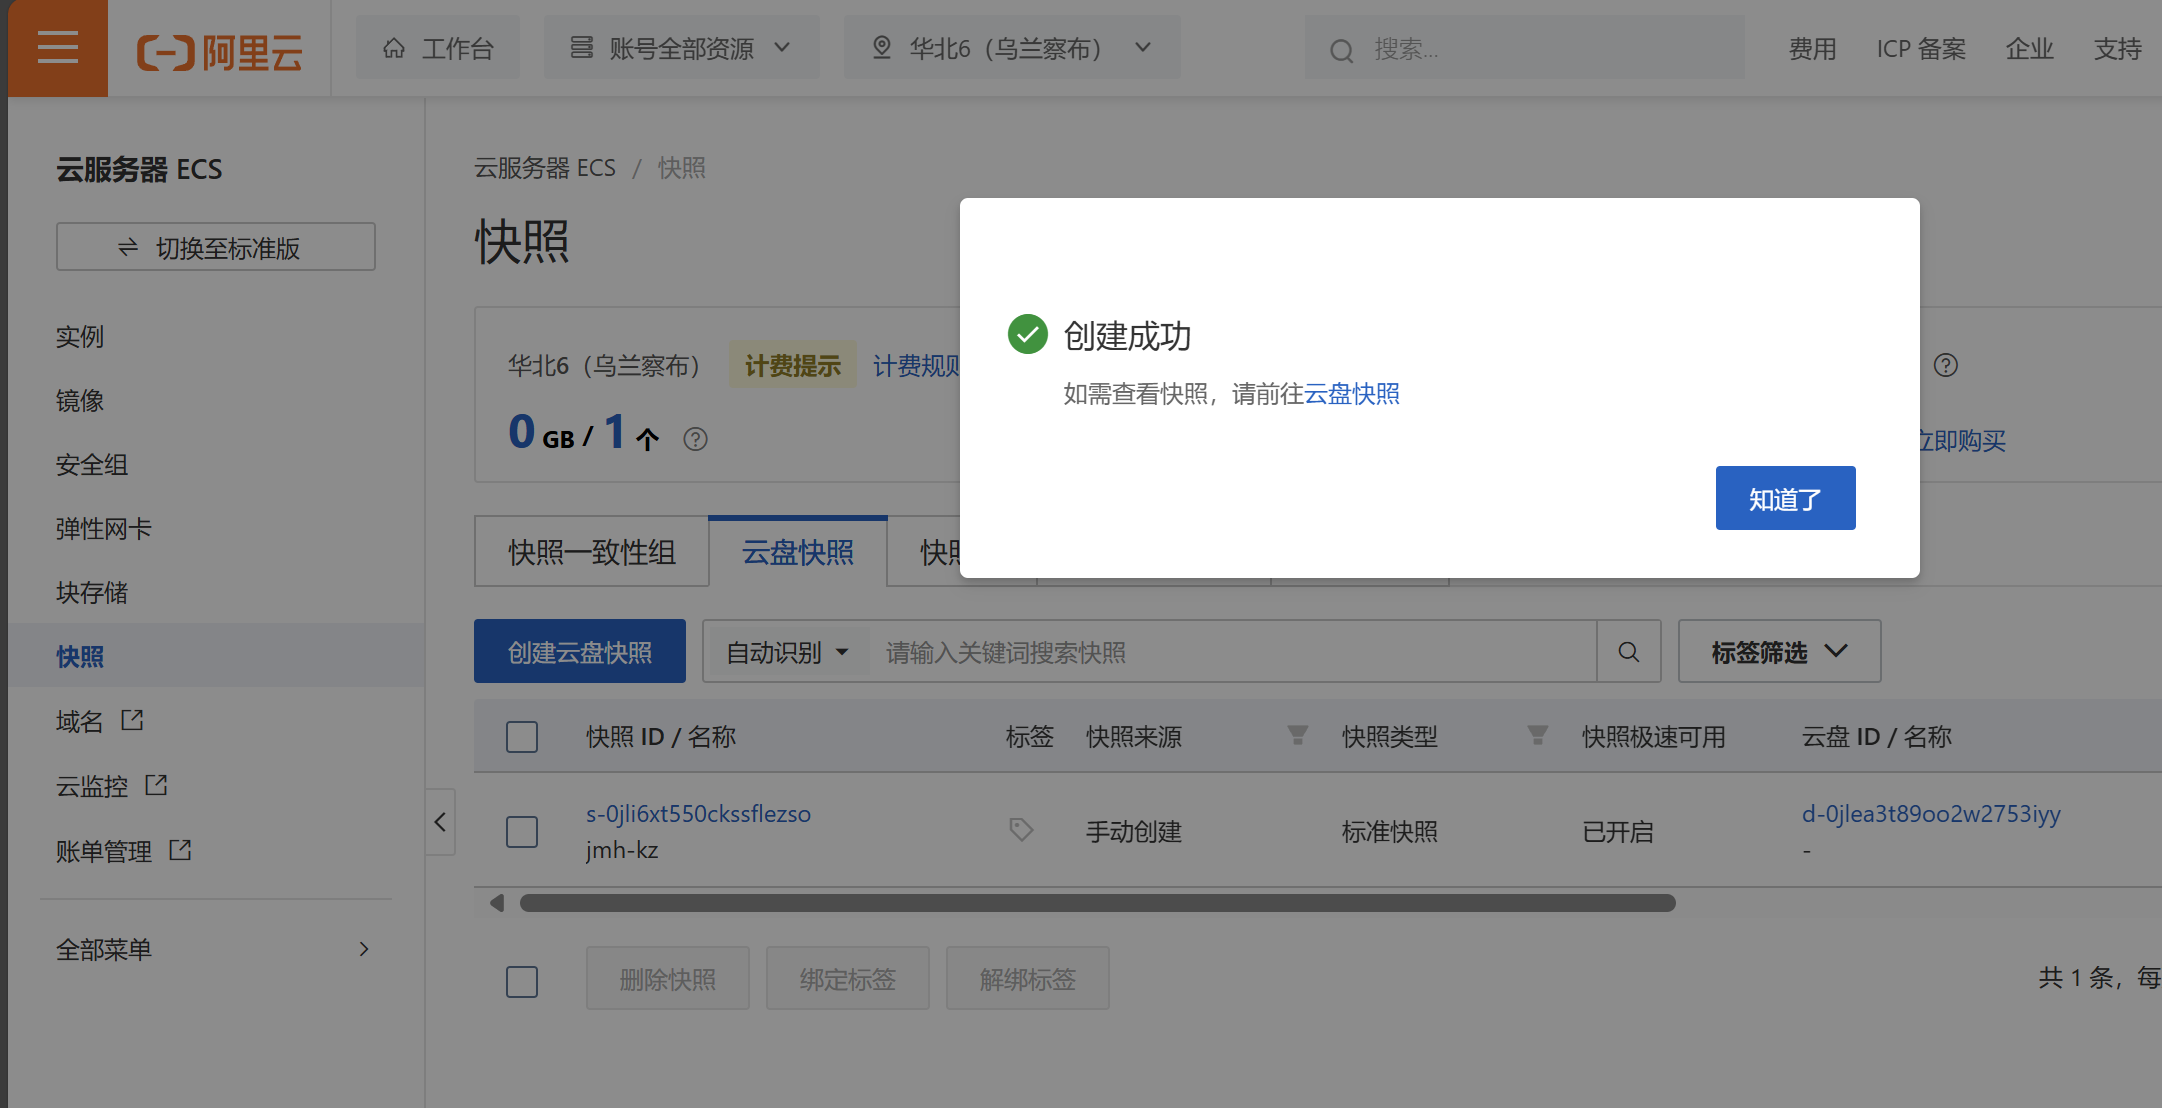 阿里云
工作台
账号全部资源
华北6（乌兰察布）
搜索...
费用
ICP 备案
企业
支持
云服务器 ECS
切换至标准版
实例
镜像
安全组
弹性网卡
块存储
快照
域名
云监控
账单管理
全部菜单
云服务器 ECS / 快照
快照
华北6（乌兰察布）
计费提示
计费规则
0 GB / 1 个
立即购买
创建成功
如需查看快照，请前往云盘快照
知道了
快照一致性组
云盘快照
快照
创建云盘快照
自动识别
请输入关键词搜索快照
标签筛选
快照 ID / 名称
标签
快照来源
快照类型
快照极速可用
云盘 ID / 名称
s-0jli6xt550ckssflezso
jmh-kz
手动创建
标准快照
已开启
d-0jlea3t89oo2w2753iyy
-
删除快照
绑定标签
解绑标签
共 1 条，每